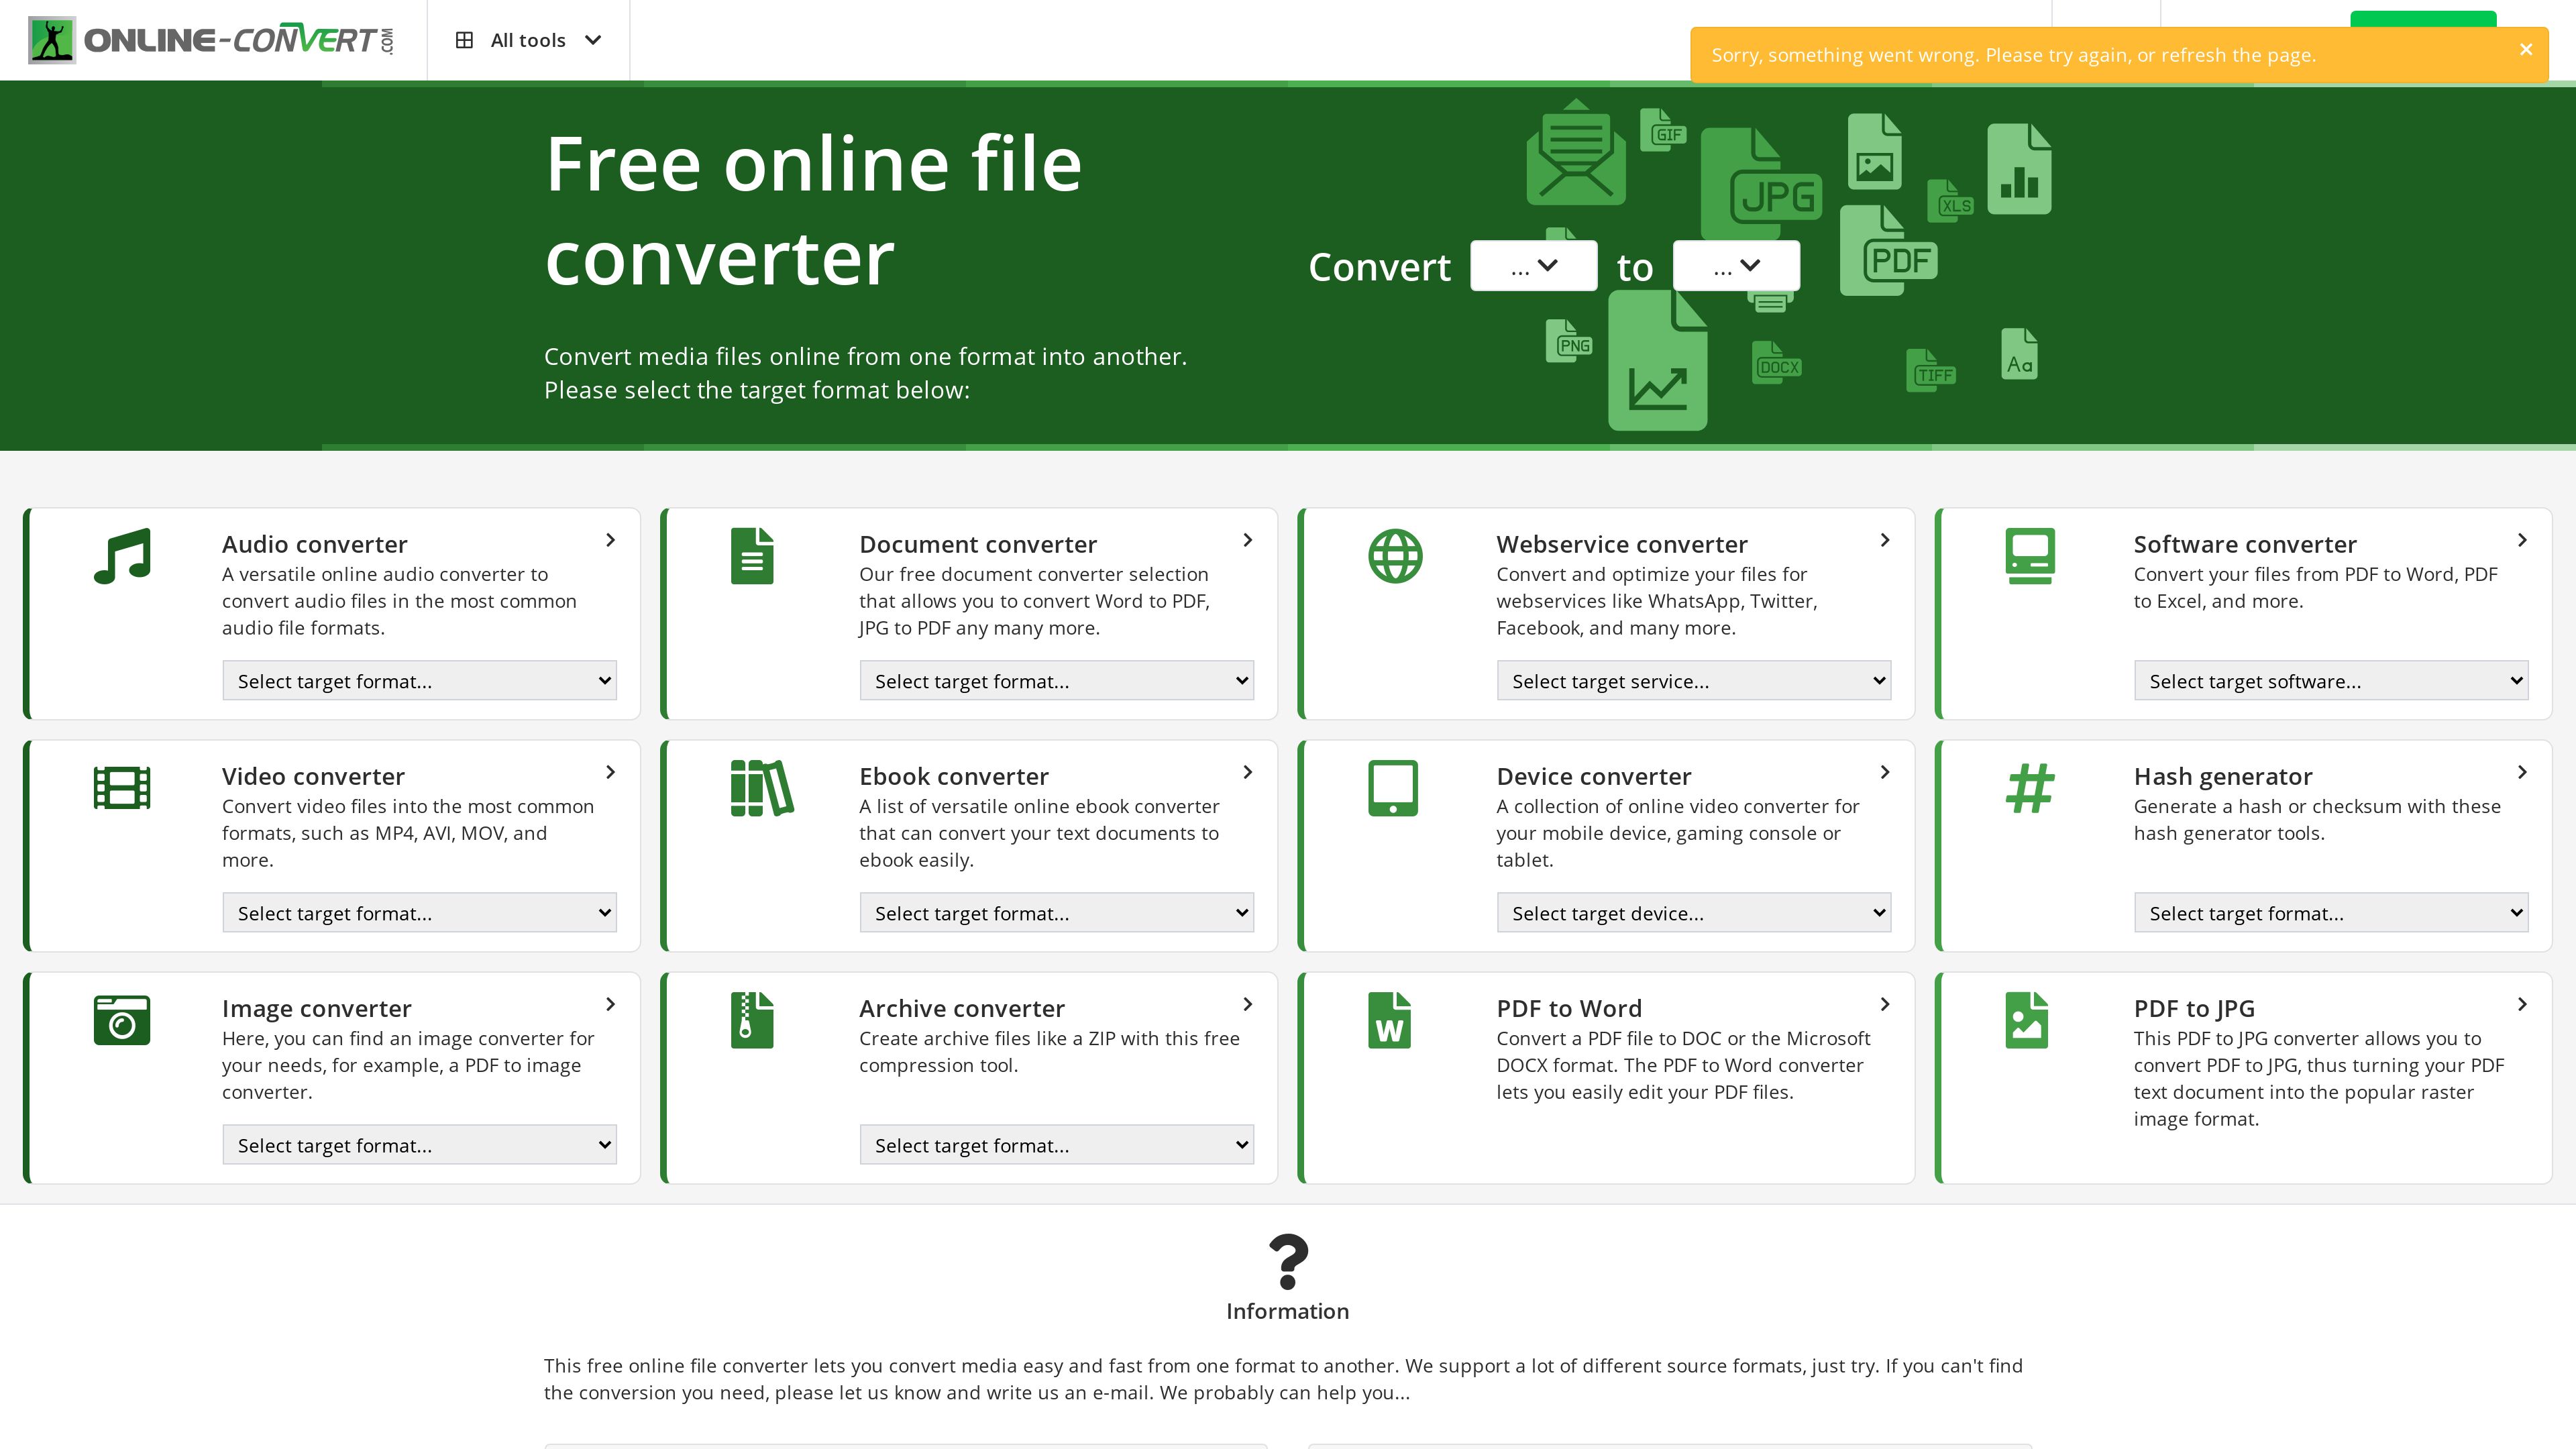 ONLINE-CONVERT.COM
All tools
Sorry, something went wrong. Please try again, or refresh the page.
Free online file
converter
Convert media files online from one format into another.
Please select the target format below:
Convert ... to ...
GIF
JPG
XLS
PDF
PNG
DOCX
TIFF
Aa
Audio converter
A versatile online audio converter to
convert audio files in the most common
audio file formats.
Select target format...
Document converter
Our free document converter selection
that allows you to convert Word to PDF,
JPG to PDF any many more.
Select target format...
Webservice converter
Convert and optimize your files for
webservices like WhatsApp, Twitter,
Facebook, and many more.
Select target service...
Software converter
Convert your files from PDF to Word, PDF
to Excel, and more.
Select target software...
Video converter
Convert video files into the most common
formats, such as MP4, AVI, MOV, and
more.
Select target format...
Ebook converter
A list of versatile online ebook converter
that can convert your text documents to
ebook easily.
Select target format...
Device converter
A collection of online video converter for
your mobile device, gaming console or
tablet.
Select target device...
Hash generator
Generate a hash or checksum with these
hash generator tools.
Select target format...
Image converter
Here, you can find an image converter for
your needs, for example, a PDF to image
converter.
Select target format...
Archive converter
Create archive files like a ZIP with this free
compression tool.
Select target format...
W
PDF to Word
Convert a PDF file to DOC or the Microsoft
DOCX format. The PDF to Word converter
lets you easily edit your PDF files.
PDF to JPG
This PDF to JPG converter allows you to
convert PDF to JPG, thus turning your PDF
text document into the popular raster
image format.
Information
This free online file converter lets you convert media easy and fast from one format to another. We support a lot of different source formats, just try. If you can't find
the conversion you need, please let us know and write us an e-mail. We probably can help you...